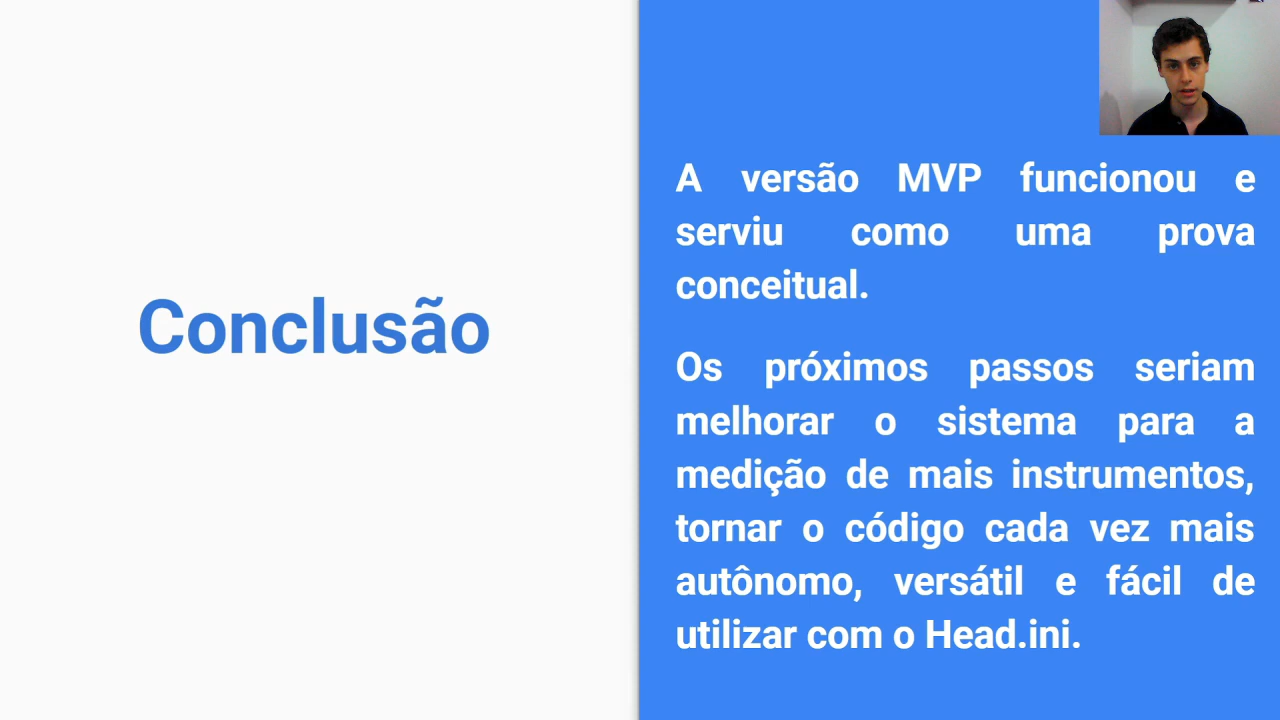 Conclusão
A versão MVP funcionou e
serviu como uma prova
conceitual.
Os próximos passos seriam
melhorar o sistema para a
medição de mais instrumentos,
tornar o código cada vez mais
autônomo, versátil e fácil de
utilizar com o Head.ini.